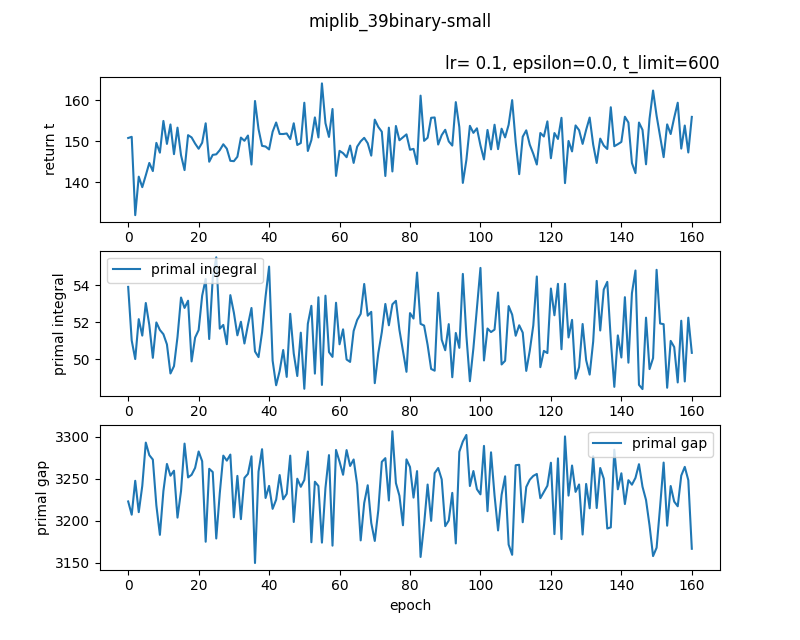 miplib_39binary-small
lr= 0.1, epsilon=0.0, t_limit=600
return t
160
150
140
0 20 40 60 80 100 120 140 160
primal integral
54
52
50
primal ingegral
0 20 40 60 80 100 120 140 160
primal gap
3300
3250
3200
3150
primal gap
0 20 40 60 80 100 120 140 160
epoch